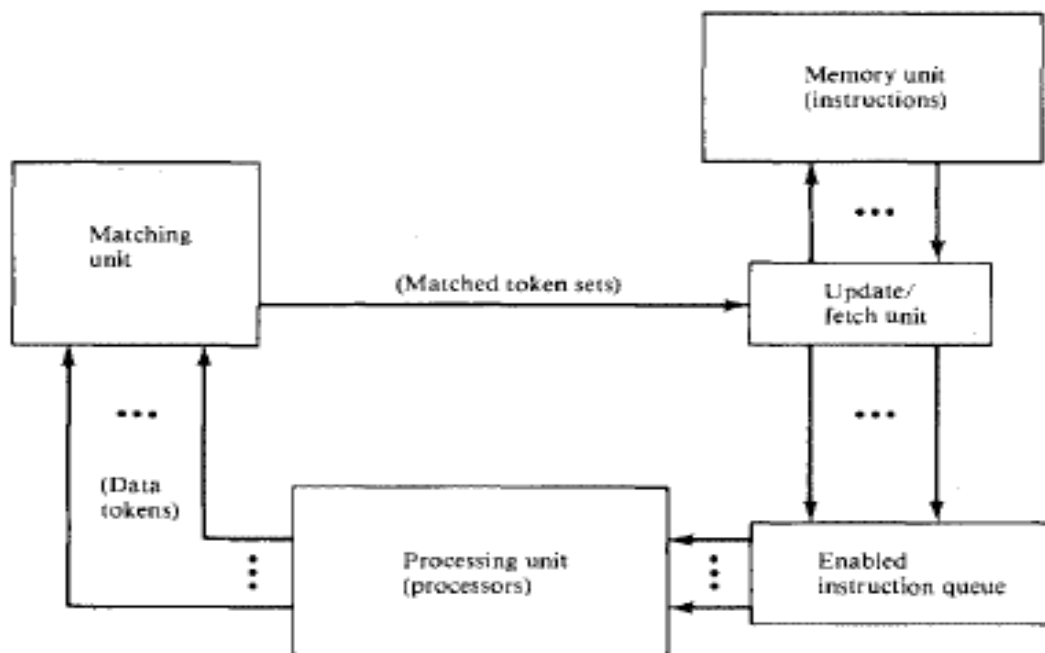 Memory unit
(instructions)
Matching
unit
(Matched token sets)
Update/
fetch unit
(Data
tokens)
Processing unit
(processors)
Enabled
instruction queue